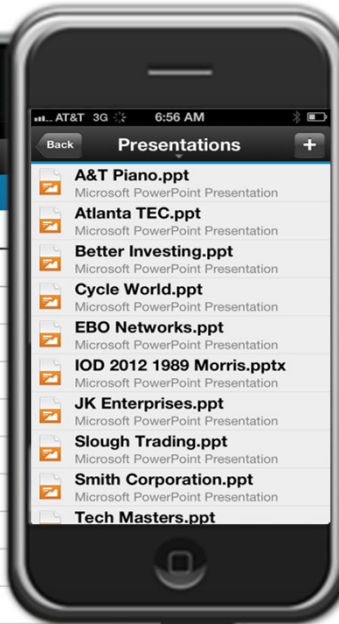 AT&T 3G 6:56 AM
Back Presentations +
A&T Piano.ppt
Microsoft PowerPoint Presentation
Atlanta TEC.ppt
Microsoft PowerPoint Presentation
Better Investing.ppt
Microsoft PowerPoint Presentation
Cycle World.ppt
Microsoft PowerPoint Presentation
EBO Networks.ppt
Microsoft PowerPoint Presentation
IOD 2012 1989 Morris.pptx
Microsoft PowerPoint Presentation
JK Enterprises.ppt
Microsoft PowerPoint Presentation
Slough Trading.ppt
Microsoft PowerPoint Presentation
Smith Corporation.ppt
Microsoft PowerPoint Presentation
Tech Masters.ppt